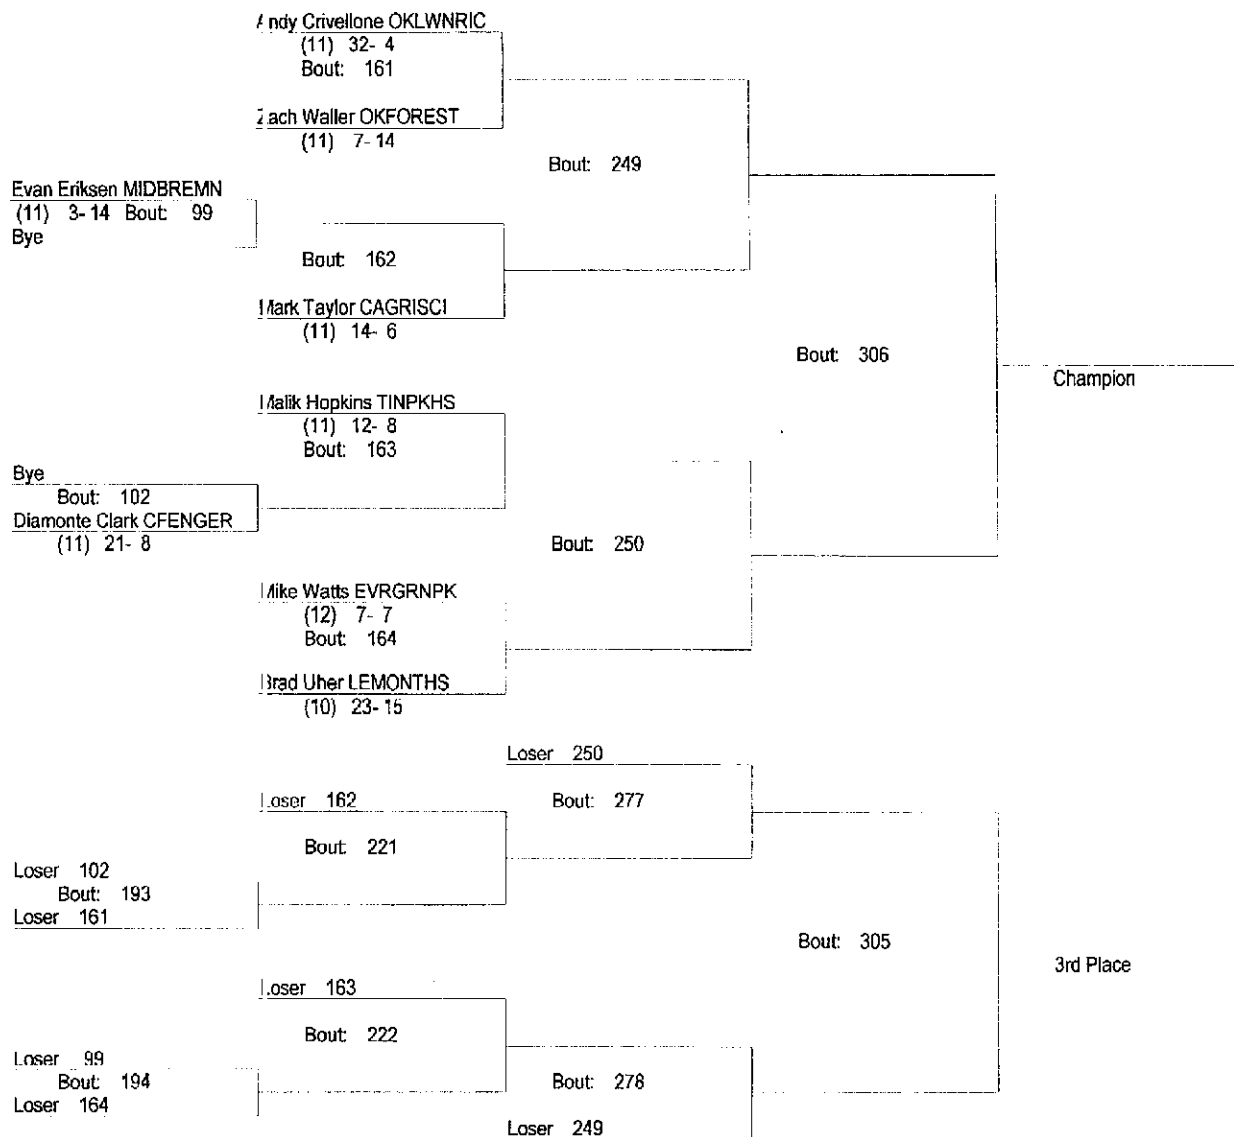 Andy Crivellone OKLWNRIC
(11) 32- 4
Bout: 161
Zach Waller OKFOREST
(11) 7- 14
Bout: 249
Evan Eriksen MIDBREMN
(11) 3- 14 Bout: 99
Bye
Bout: 162
Mark Taylor CAGRISCI
(11) 14- 6
Bout: 306
Champion
Malik Hopkins TINPKHS
(11) 12- 8
Bout: 163
Bye
Bout: 102
Diamonte Clark CFENGER
(11) 21- 8
Bout: 250
Mike Watts EVRGRNPK
(12) 7- 7
Bout: 164
Brad Uher LEMONTHS
(10) 23- 15
Loser 250
Loser 162
Bout: 277
Bout: 221
Loser 102
Bout: 193
Loser 161
Bout: 305
3rd Place
Loser 163
Bout: 222
Loser 99
Bout: 194
Loser 164
Bout: 278
Loser 249